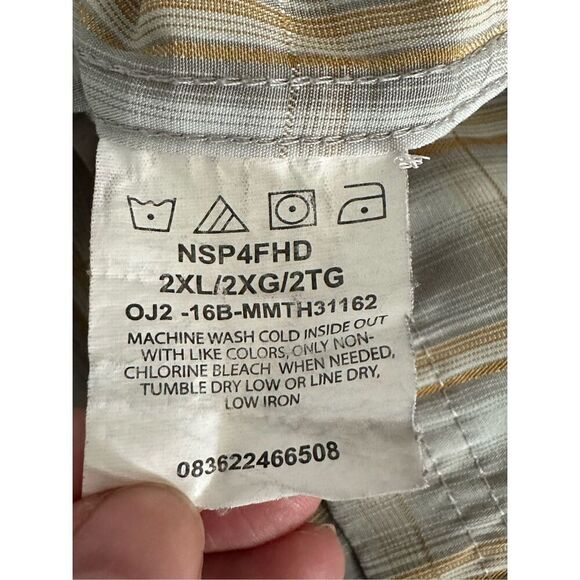 NSP4FHD
2XL/2XG/2TG
OJ2 -16B-MMTH31162
MACHINE WASH COLD INSIDE OUT
WITH LIKE COLORS, ONLY NON-
CHLORINE BLEACH WHEN NEEDED,
TUMBLE DRY LOW OR LINE DRY,
LOW IRON
083622466508